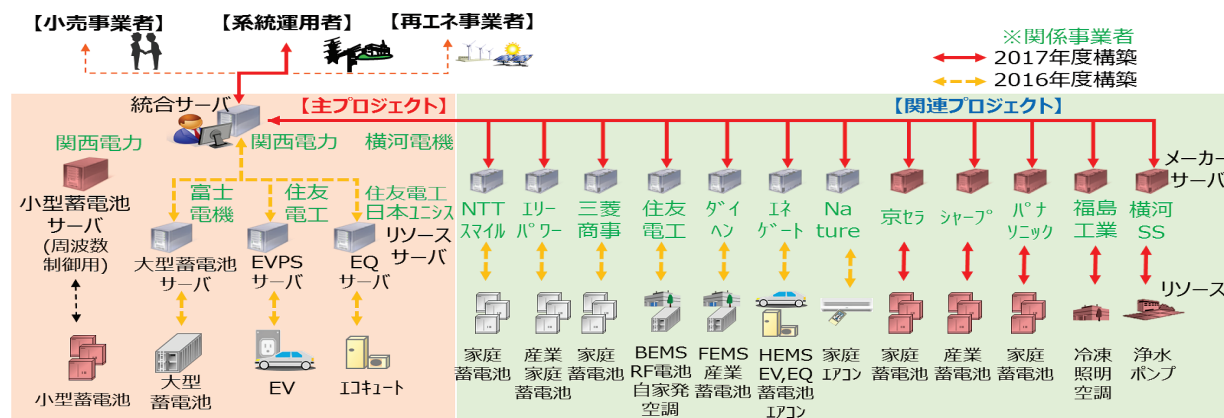 【小売事業者】
【系統運用者】
【再エネ事業者】
※関係事業者
2017年度構築
2016年度構築
統合サーバ
【主プロジェクト】
【関連プロジェクト】
関西電力
関西電力
横河電機
小型蓄電池
サーバ
(周波数
制御用)
富士
電機
住友
電工
住友電工
日本ﾕﾆｼｽ
リソース
サーバ
大型蓄電池
サーバ
EVPS
サーバ
EQ
サーバ
小型蓄電池
大型
蓄電池
EV
ｴｺｷｭｰﾄ
メーカー
サーバ
NTT
スマイル
ｴﾘｰ
ﾊﾟﾜｰ
三菱
商事
住友
電工
ﾀﾞｲ
ﾍﾝ
ｴﾈ
ｹﾞｰﾄ
Na
ture
京ｾﾗ
ｼｬｰﾌﾟ
ﾊﾟﾅ
ｿﾆｯｸ
福島
工業
横河
SS
リソース
家庭
蓄電池
産業
家庭
蓄電池
家庭
蓄電池
BEMS
RF電池
自家発
空調
FEMS
産業
蓄電池
HEMS
EV,EQ
蓄電池
ｴｱｺﾝ
家庭
ｴｱｺﾝ
家庭
蓄電池
産業
蓄電池
家庭
蓄電池
冷凍
照明
空調
浄水
ポンプ